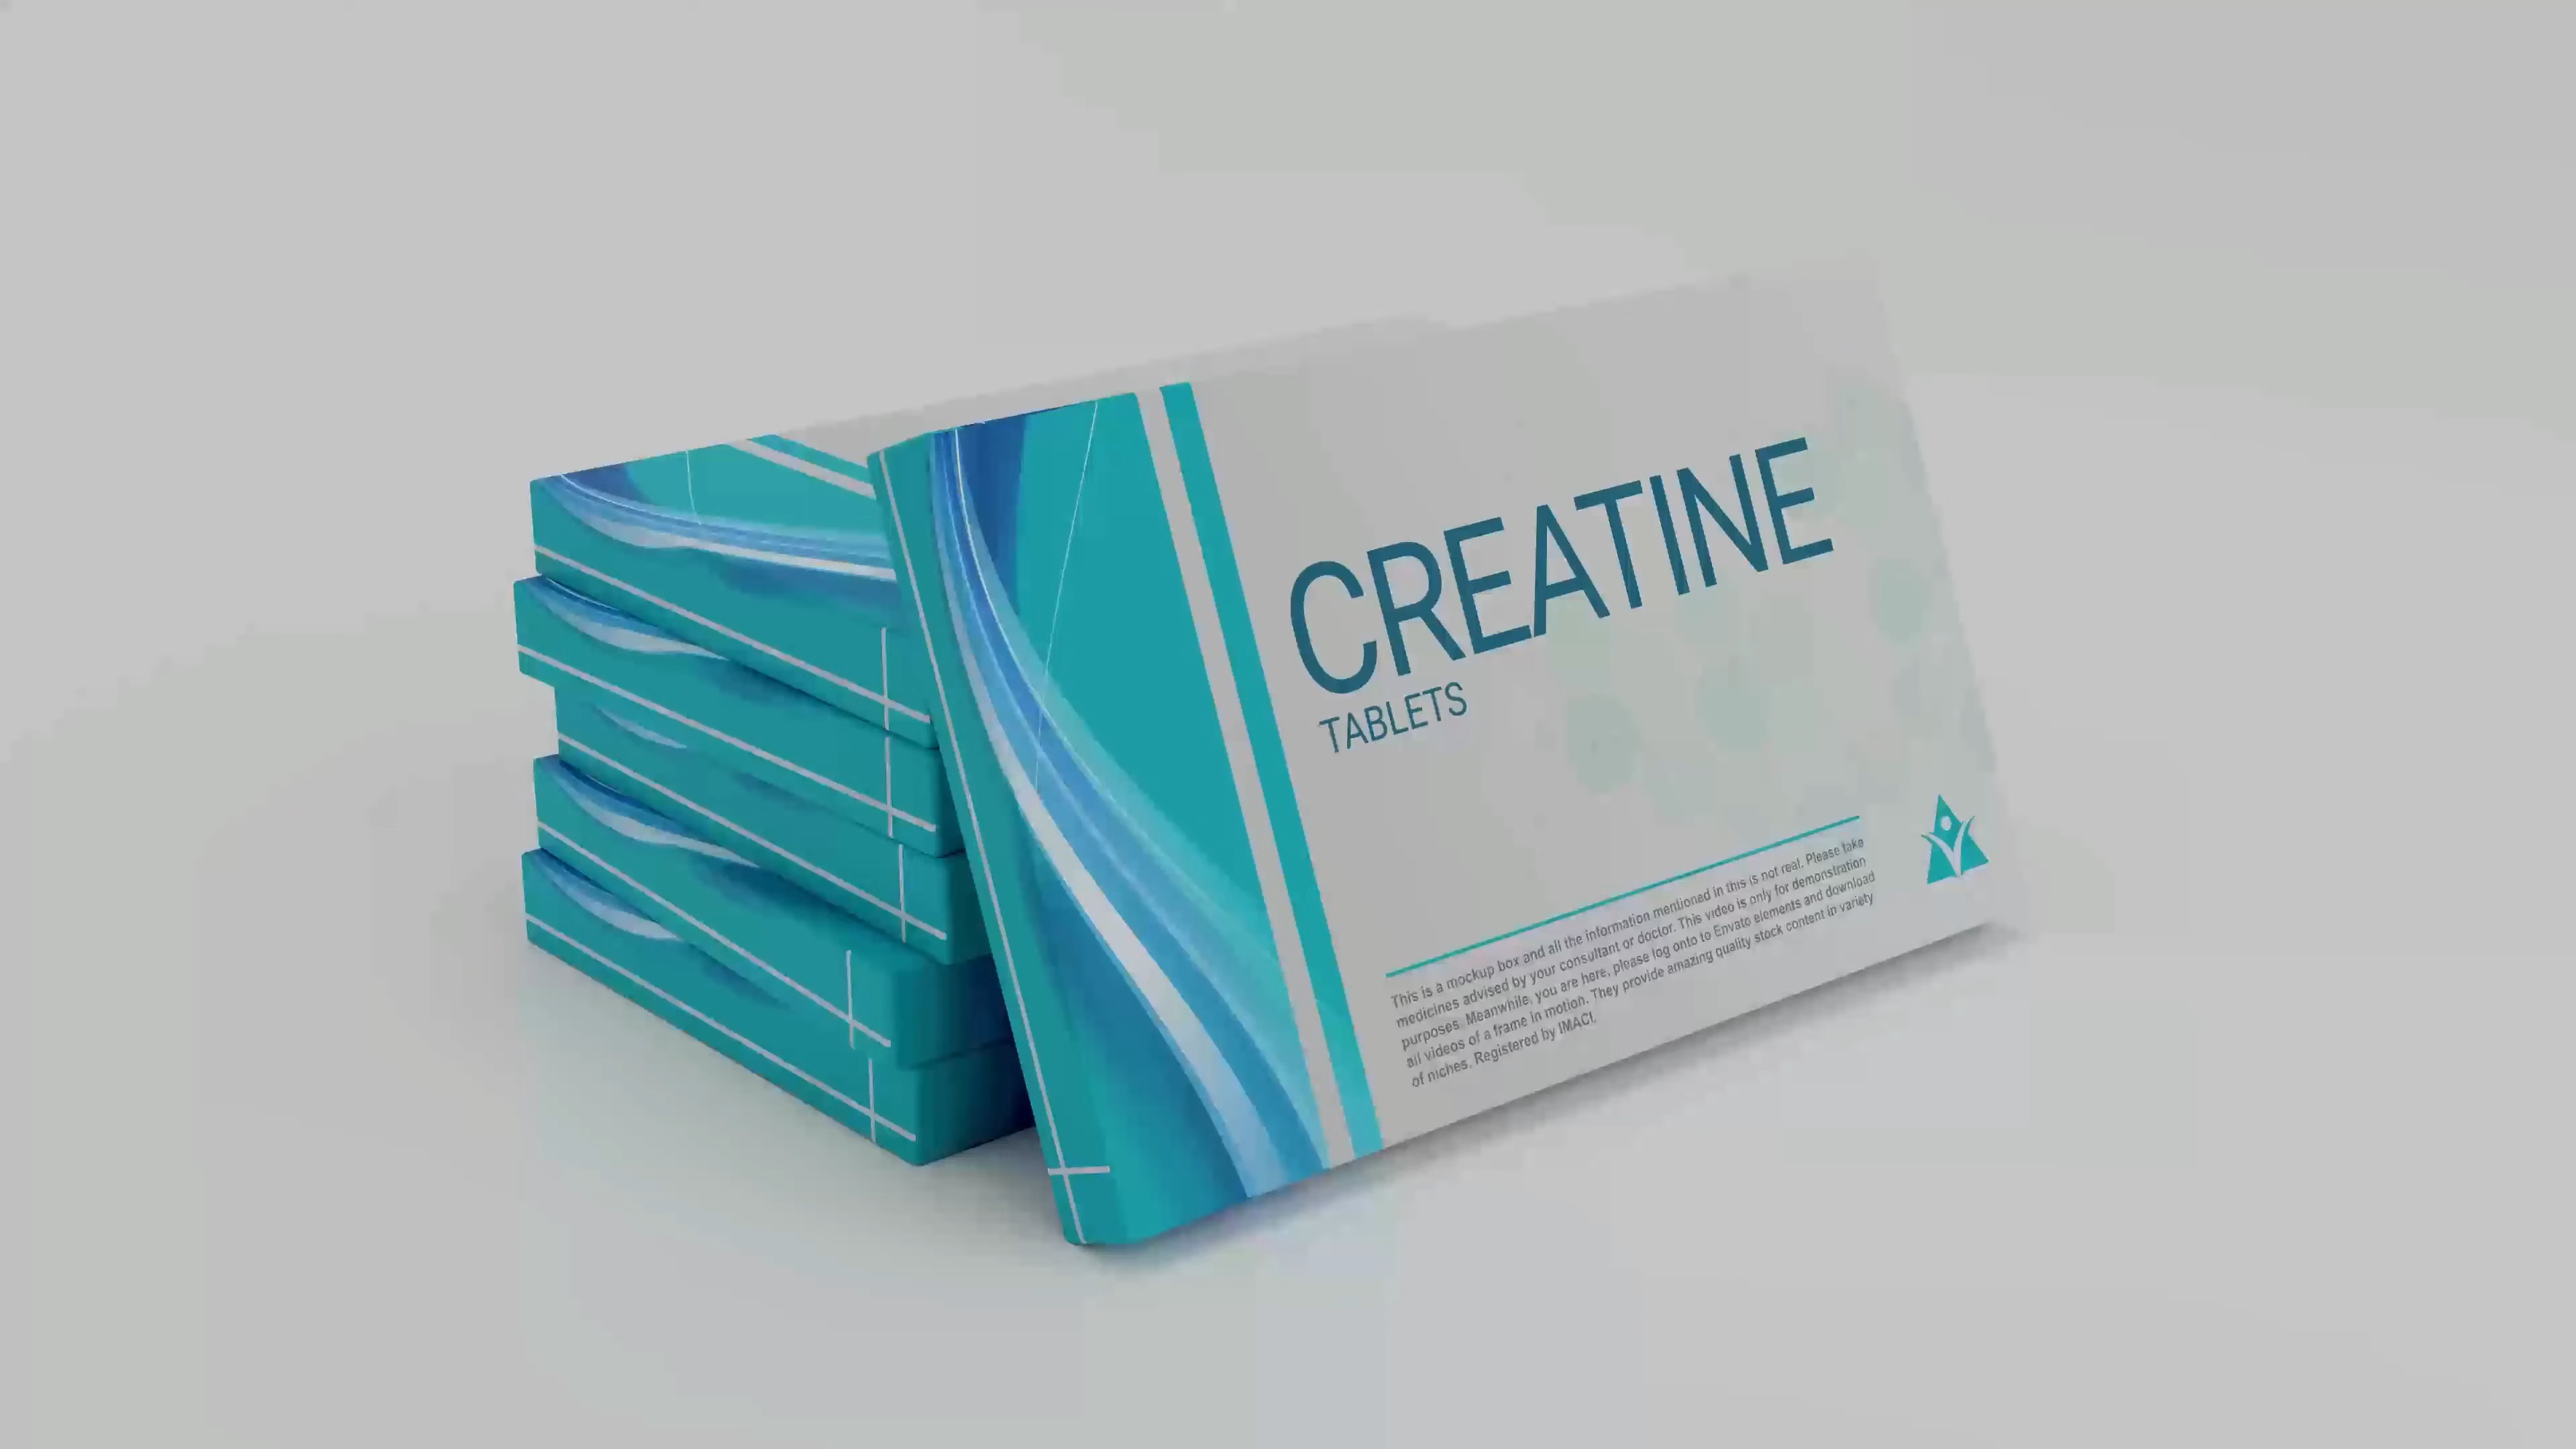 CREATINE
TABLETS
This is a mockup box and all the information mentioned in this is not real. Please take
medicines advised by your consultant or doctor. This video is only for demonstration
purposes. Meanwhile, you are here, please log onto to Envato elements and download
all videos of a frame in motion. They provide amazing quality stock content in variety
of niches. Registered by IMACI.